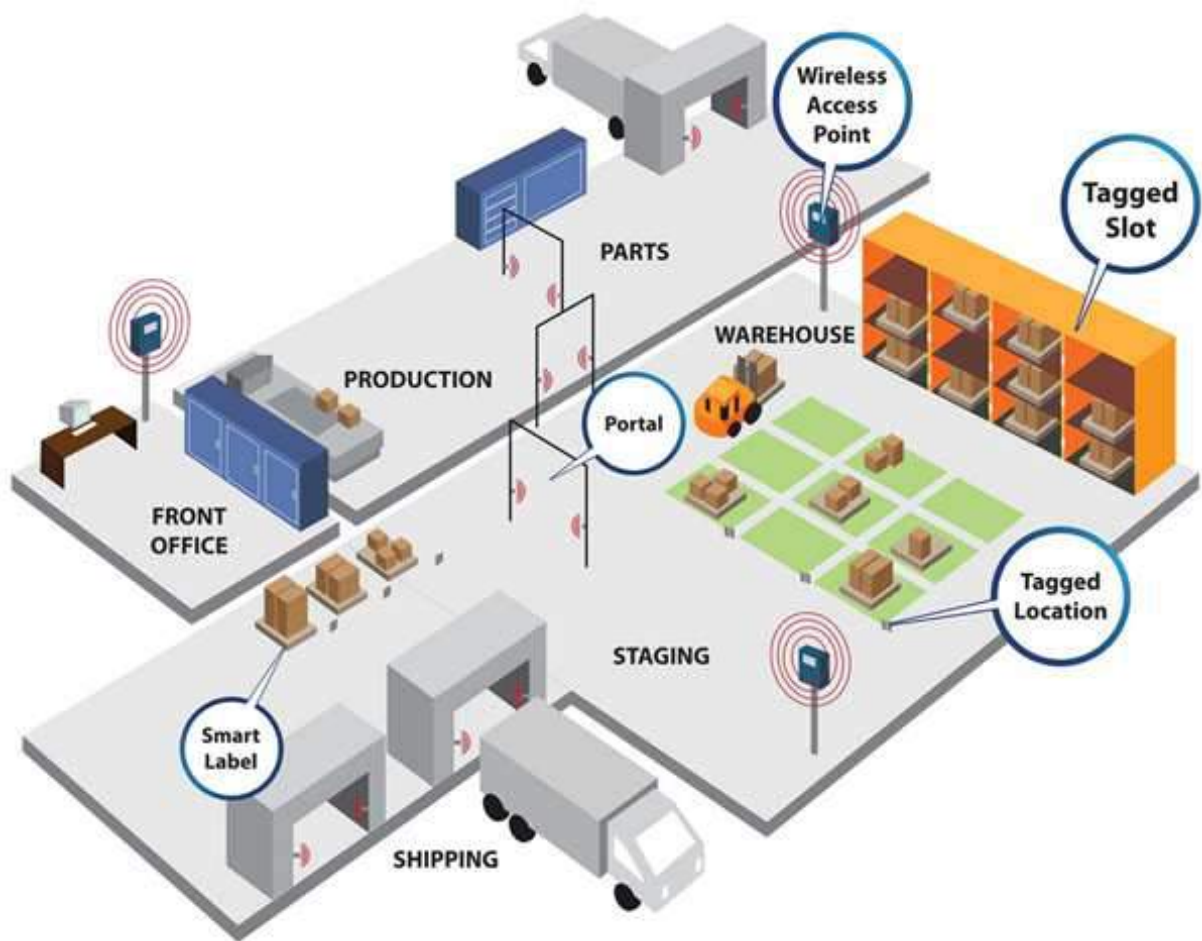 Wireless
Access
Point
Tagged
Slot
PARTS
WAREHOUSE
PRODUCTION
Portal
FRONT
OFFICE
Tagged
Location
STAGING
Smart
Label
SHIPPING